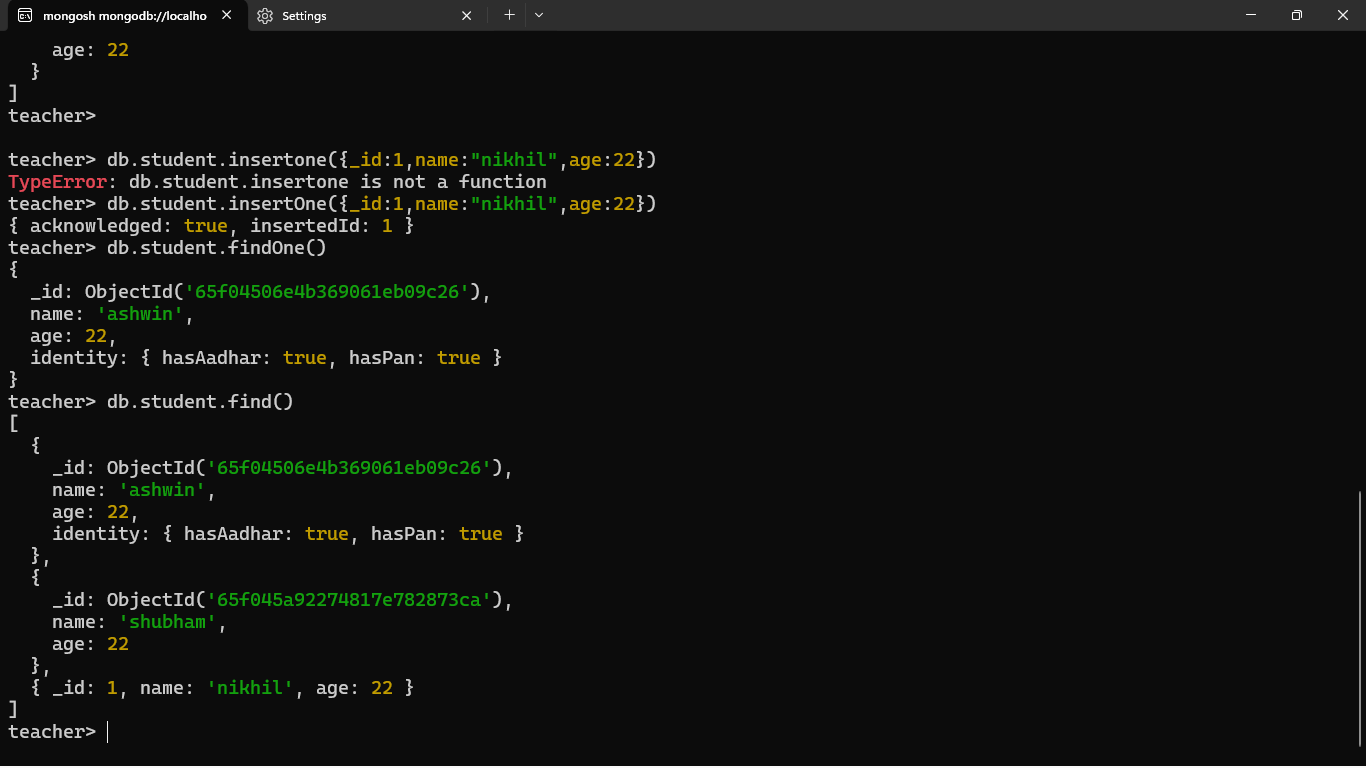 mongosh mongodb://localho
Settings
    age: 22
  }
]
teacher>

teacher> db.student.insertone({_id:1,name:"nikhil",age:22})
TypeError: db.student.insertone is not a function
teacher> db.student.insertOne({_id:1,name:"nikhil",age:22})
{ acknowledged: true, insertedId: 1 }
teacher> db.student.findOne()
{
  _id: ObjectId('65f04506e4b369061eb09c26'),
  name: 'ashwin',
  age: 22,
  identity: { hasAadhar: true, hasPan: true }
}
teacher> db.student.find()
[
  {
    _id: ObjectId('65f04506e4b369061eb09c26'),
    name: 'ashwin',
    age: 22,
    identity: { hasAadhar: true, hasPan: true }
  },
  {
    _id: ObjectId('65f045a92274817e782873ca'),
    name: 'shubham',
    age: 22
  },
  { _id: 1, name: 'nikhil', age: 22 }
]
teacher>